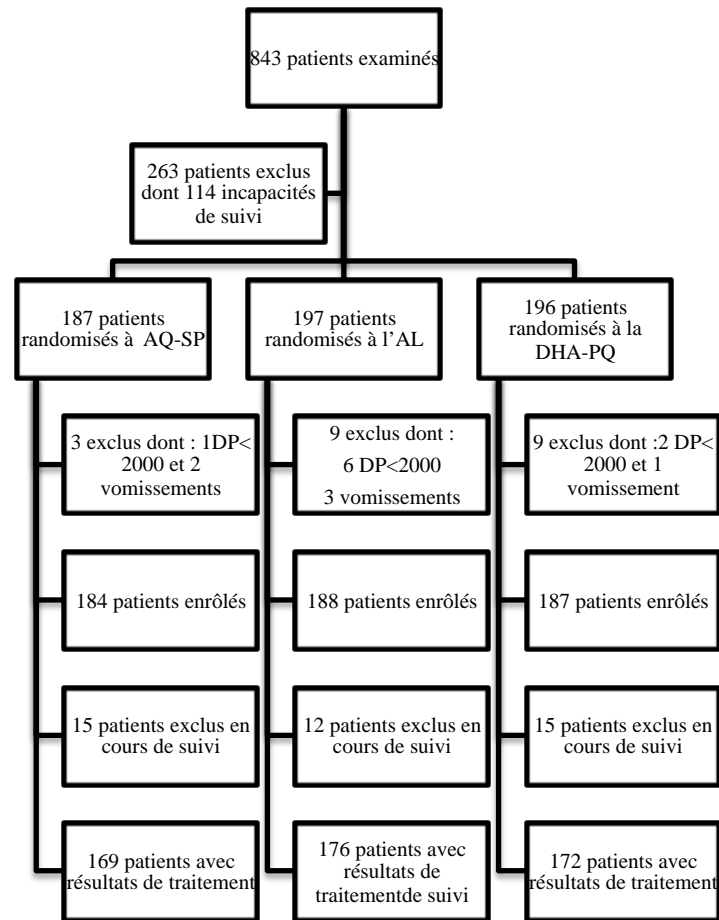 843 patients examinés
263 patients exclus
dont 114 incapacités
de suivi
187 patients
randomisés à AQ-SP
197 patients
randomisés à l'AL
196 patients
randomisés à la
DHA-PQ
3 exclus dont : 1DP<
2000 et 2
vomissements
9 exclus dont :
6 DP<2000
3 vomissements
9 exclus dont :2 DP<
2000 et 1
vomissement
184 patients enrôlés
188 patients enrôlés
187 patients enrôlés
15 patients exclus en
cours de suivi
12 patients exclus en
cours de suivi
15 patients exclus en
cours de suivi
169 patients avec
résultats de traitement
176 patients avec
résultats de
traitementde suivi
172 patients avec
résultats de traitement